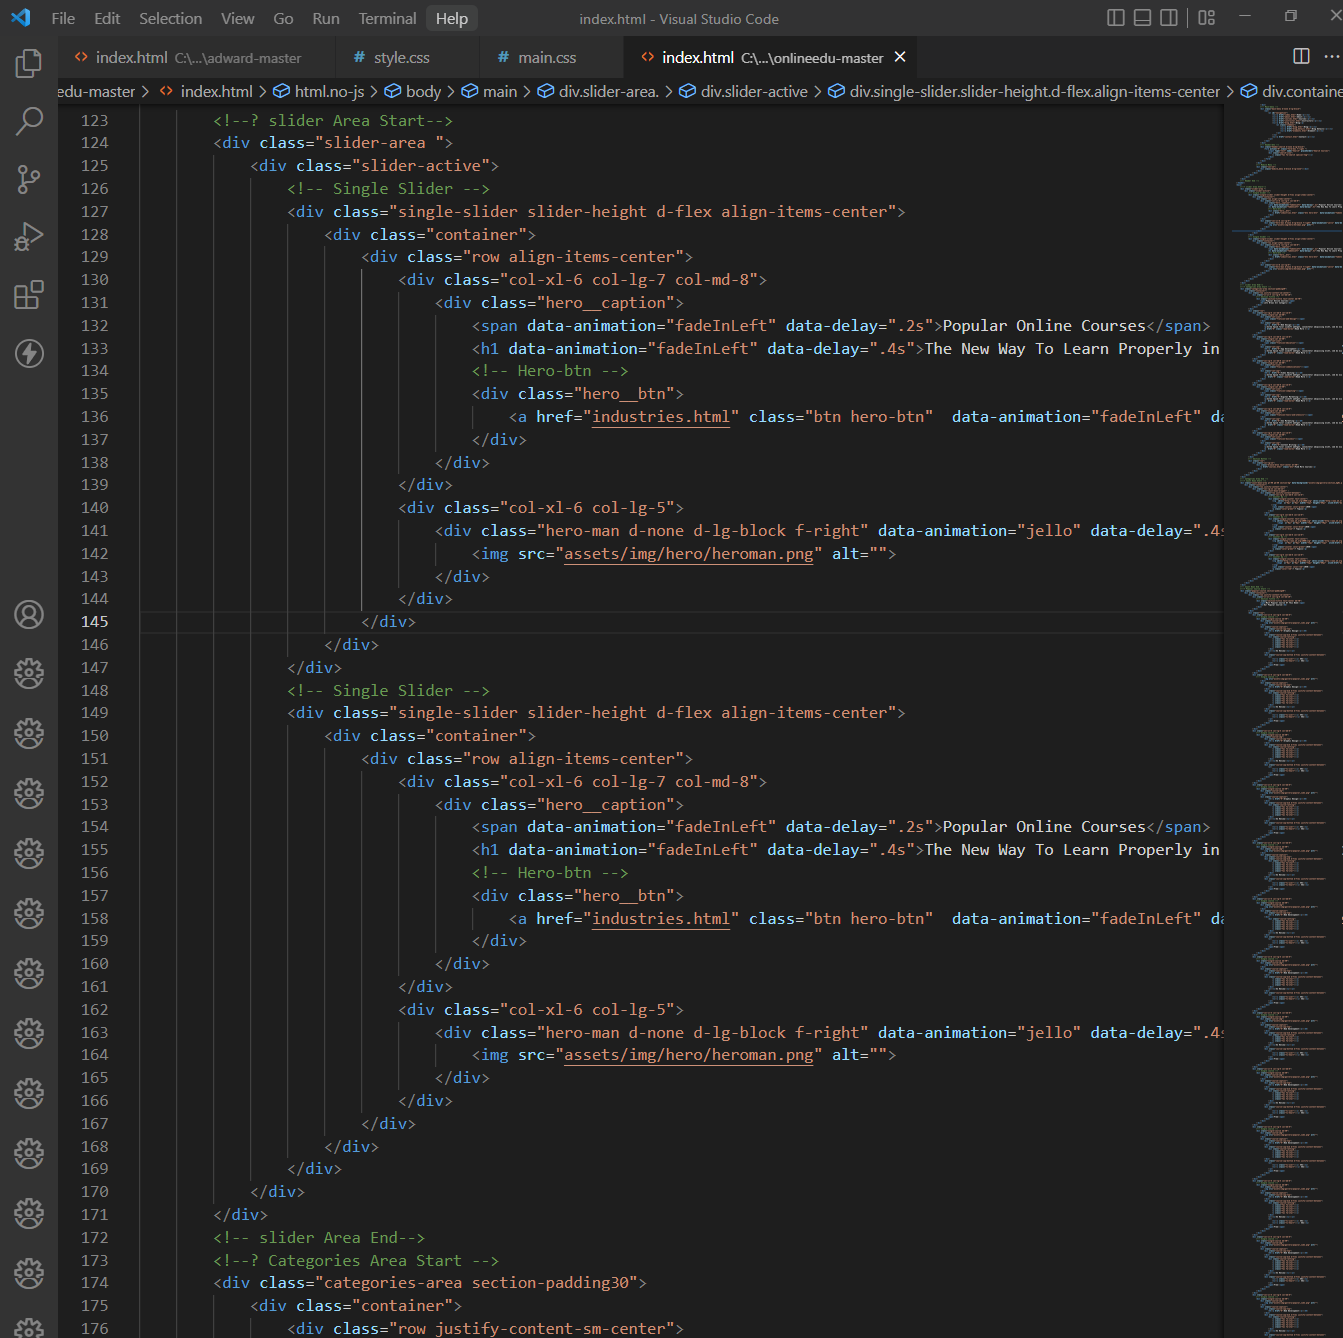 File Edit Selection View Go Run Terminal Help index.html - Visual Studio Code
<> index.html C:\...\adward-master # style.css # main.css <> index.html C:\...\onlineedu-master
edu-master > <> index.html > html.no-js > body > main > div.slider-area. > div.slider-active > div.single-slider.slider-height.d-flex.align-items-center > div.containe
123 <!--? slider Area Start-->
124 <div class="slider-area ">
125 <div class="slider-active">
126 <!-- Single Slider -->
127 <div class="single-slider slider-height d-flex align-items-center">
128 <div class="container">
129 <div class="row align-items-center">
130 <div class="col-xl-6 col-lg-7 col-md-8">
131 <div class="hero__caption">
132 <span data-animation="fadeInLeft" data-delay=".2s">Popular Online Courses</span>
133 <h1 data-animation="fadeInLeft" data-delay=".4s">The New Way To Learn Properly in
134 <!-- Hero-btn -->
135 <div class="hero__btn">
136 <a href="industries.html" class="btn hero-btn"  data-animation="fadeInLeft" da
137 </div>
138 </div>
139 </div>
140 <div class="col-xl-6 col-lg-5">
141 <div class="hero-man d-none d-lg-block f-right" data-animation="jello" data-delay=".4s
142 <img src="assets/img/hero/heroman.png" alt="">
143 </div>
144 </div>
145 </div>
146 </div>
147 </div>
148 <!-- Single Slider -->
149 <div class="single-slider slider-height d-flex align-items-center">
150 <div class="container">
151 <div class="row align-items-center">
152 <div class="col-xl-6 col-lg-7 col-md-8">
153 <div class="hero__caption">
154 <span data-animation="fadeInLeft" data-delay=".2s">Popular Online Courses</span>
155 <h1 data-animation="fadeInLeft" data-delay=".4s">The New Way To Learn Properly in
156 <!-- Hero-btn -->
157 <div class="hero__btn">
158 <a href="industries.html" class="btn hero-btn"  data-animation="fadeInLeft" da
159 </div>
160 </div>
161 </div>
162 <div class="col-xl-6 col-lg-5">
163 <div class="hero-man d-none d-lg-block f-right" data-animation="jello" data-delay=".4s
164 <img src="assets/img/hero/heroman.png" alt="">
165 </div>
166 </div>
167 </div>
168 </div>
169 </div>
170 </div>
171 </div>
172 <!-- slider Area End-->
173 <!--? Categories Area Start -->
174 <div class="categories-area section-padding30">
175 <div class="container">
176 <div class="row justify-content-sm-center">